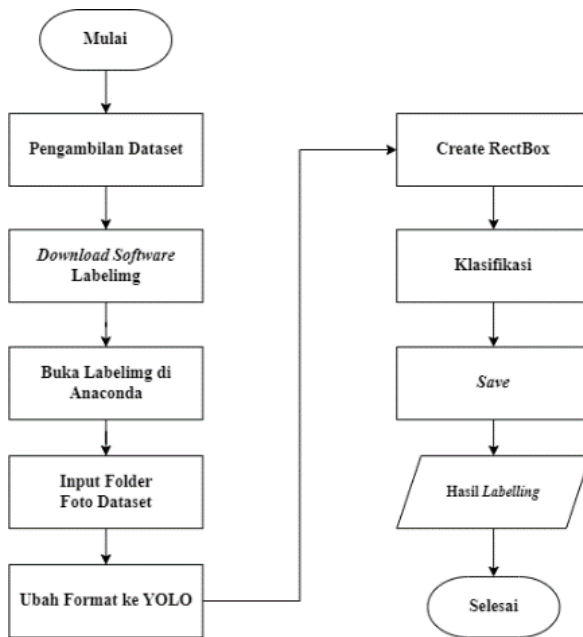 Mulai
Pengambilan Dataset
Download Software
Labelimg
Buka Labelimg di
Anaconda
Input Folder
Foto Dataset
Ubah Format ke YOLO
Create RectBox
Klasifikasi
Save
Hasil Labelling
Selesai